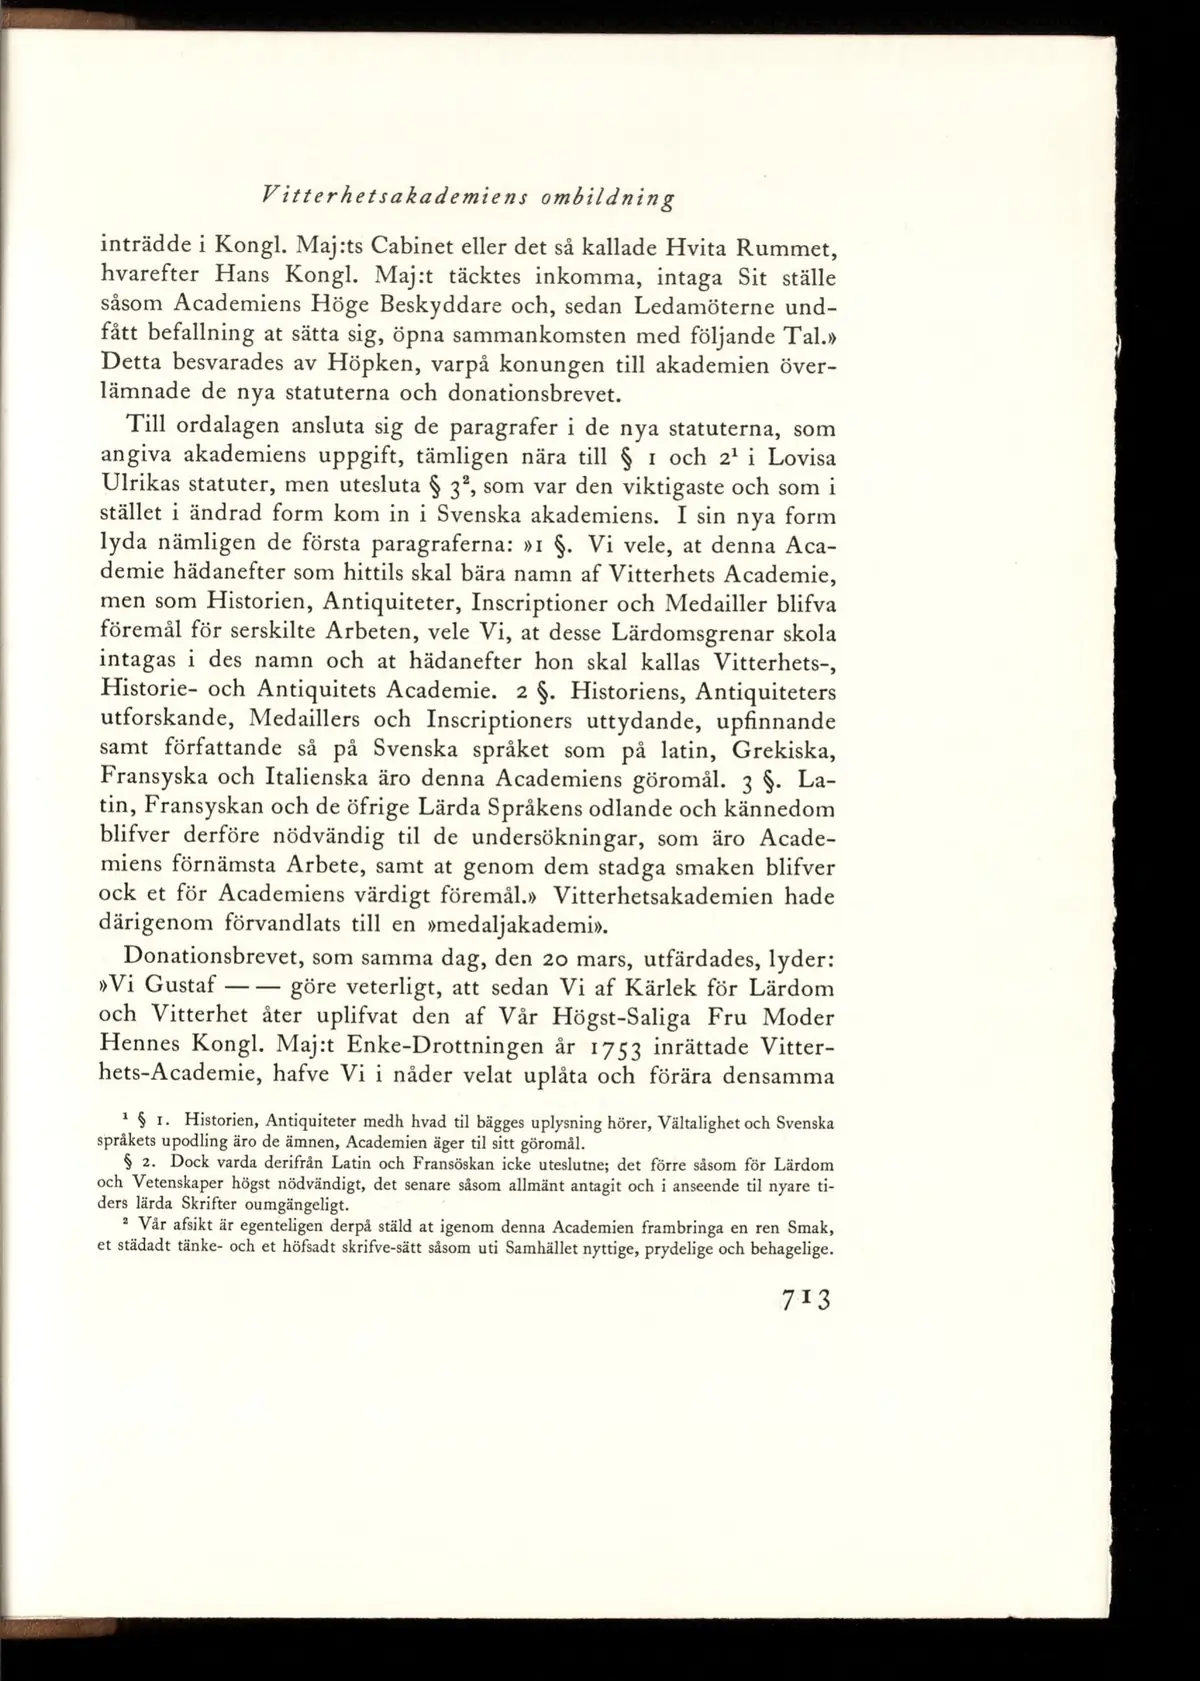 Vitterhetsakademiens ombildning
inträdde i Kongl. Maj:ts Cabinet eller det så kallade Hvita Rummet,
hvarefter Hans Kongl. Maj:t täcktes inkomma, intaga Sit ställe
såsom Academiens Höge Beskyddare och, sedan Ledamöterne und-
fått befallning at sätta sig, öpna sammankomsten med följande Tal.»
Detta besvarades av Höpken, varpå konungen till akademien över-
lämnade de nya statuterna och donationsbrevet.
Till ordalagen ansluta sig de paragrafer i de nya statuterna, som
angiva akademiens uppgift, tämligen nära till § 1 och 2¹ i Lovisa
Ulrikas statuter, men utesluta § 3², som var den viktigaste och som i
stället i ändrad form kom in i Svenska akademiens. I sin nya form
lyda nämligen de första paragraferna: »1 §. Vi vele, at denna Aca-
demie hädanefter som hittils skal bära namn af Vitterhets Academie,
men som Historien, Antiquiteter, Inscriptioner och Medailler blifva
föremål för serskilte Arbeten, vele Vi, at desse Lärdomsgrenar skola
intagas i des namn och at hädanefter hon skal kallas Vitterhets-,
Historie- och Antiquitets Academie. 2 §. Historiens, Antiquiteters
utforskande, Medaillers och Inscriptioners uttydande, upfinnande
samt författande så på Svenska språket som på latin, Grekiska,
Fransyska och Italienska äro denna Academiens göromål. 3 §. La-
tin, Fransyskan och de öfrige Lärda Språkens odlande och kännedom
blifver derföre nödvändig til de undersökningar, som äro Acade-
miens förnämsta Arbete, samt at genom dem stadga smaken blifver
ock et för Academiens värdigt föremål.» Vitterhetsakademien hade
därigenom förvandlats till en »medaljakademi».
Donationsbrevet, som samma dag, den 20 mars, utfärdades, lyder:
»Vi Gustaf — — göre veterligt, att sedan Vi af Kärlek för Lärdom
och Vitterhet åter uplifvat den af Vår Högst-Saliga Fru Moder
Hennes Kongl. Maj:t Enke-Drottningen år 1753 inrättade Vitter-
hets-Academie, hafve Vi i nåder velat uplåta och förära densamma
¹ § 1. Historien, Antiquiteter medh hvad til bägges uplysning hörer, Vältalighet och Svenska
språkets upodling äro de ämnen, Academien äger til sitt göromål.
§ 2. Dock varda derifrån Latin och Fransöskan icke uteslutne; det förre såsom för Lärdom
och Vetenskaper högst nödvändigt, det senare såsom allmänt antagit och i anseende til nyare ti-
ders lärda Skrifter oumgängeligt.
² Vår afsikt är egenteligen derpå stäld at igenom denna Academien frambringa en ren Smak,
et städadt tänke- och et höfsadt skrifve-sätt såsom uti Samhället nyttige, prydelige och behagelige.
713